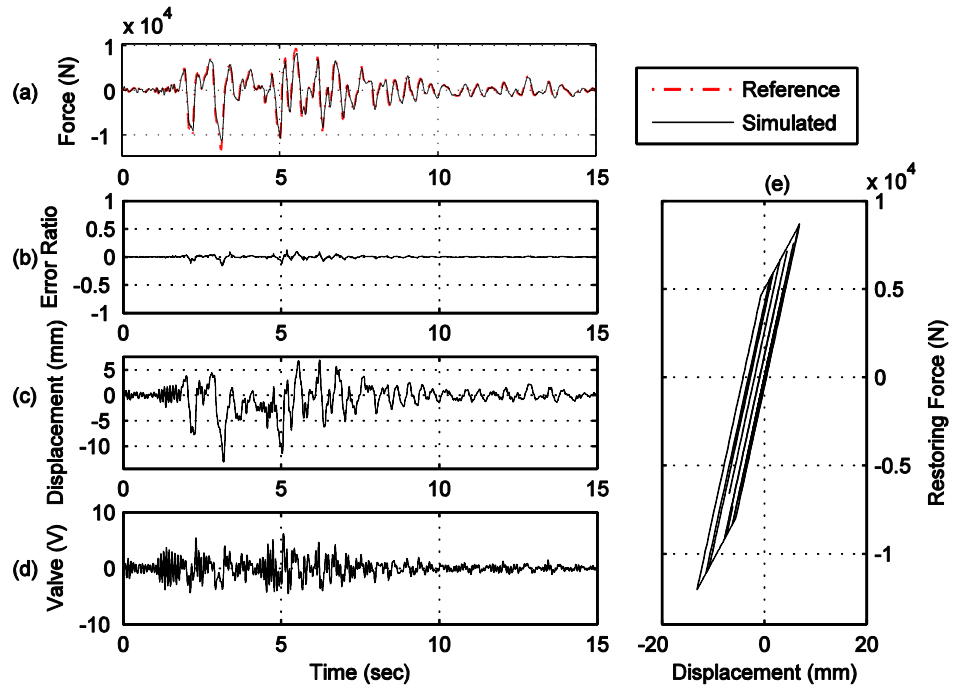 x 10^4
(a)
Force (N)
1
0
-1
0
5
10
15
Reference
Simulated
(b)
Error Ratio
1
0.5
0
-0.5
-1
0
5
10
15
(c)
Displacement (mm)
5
0
-5
-10
0
5
10
15
(d)
Valve (V)
10
0
-10
0
5
10
15
Time (sec)
(e)
x 10^4
1
0.5
0
-0.5
-1
Restoring Force (N)
-20
0
20
Displacement (mm)